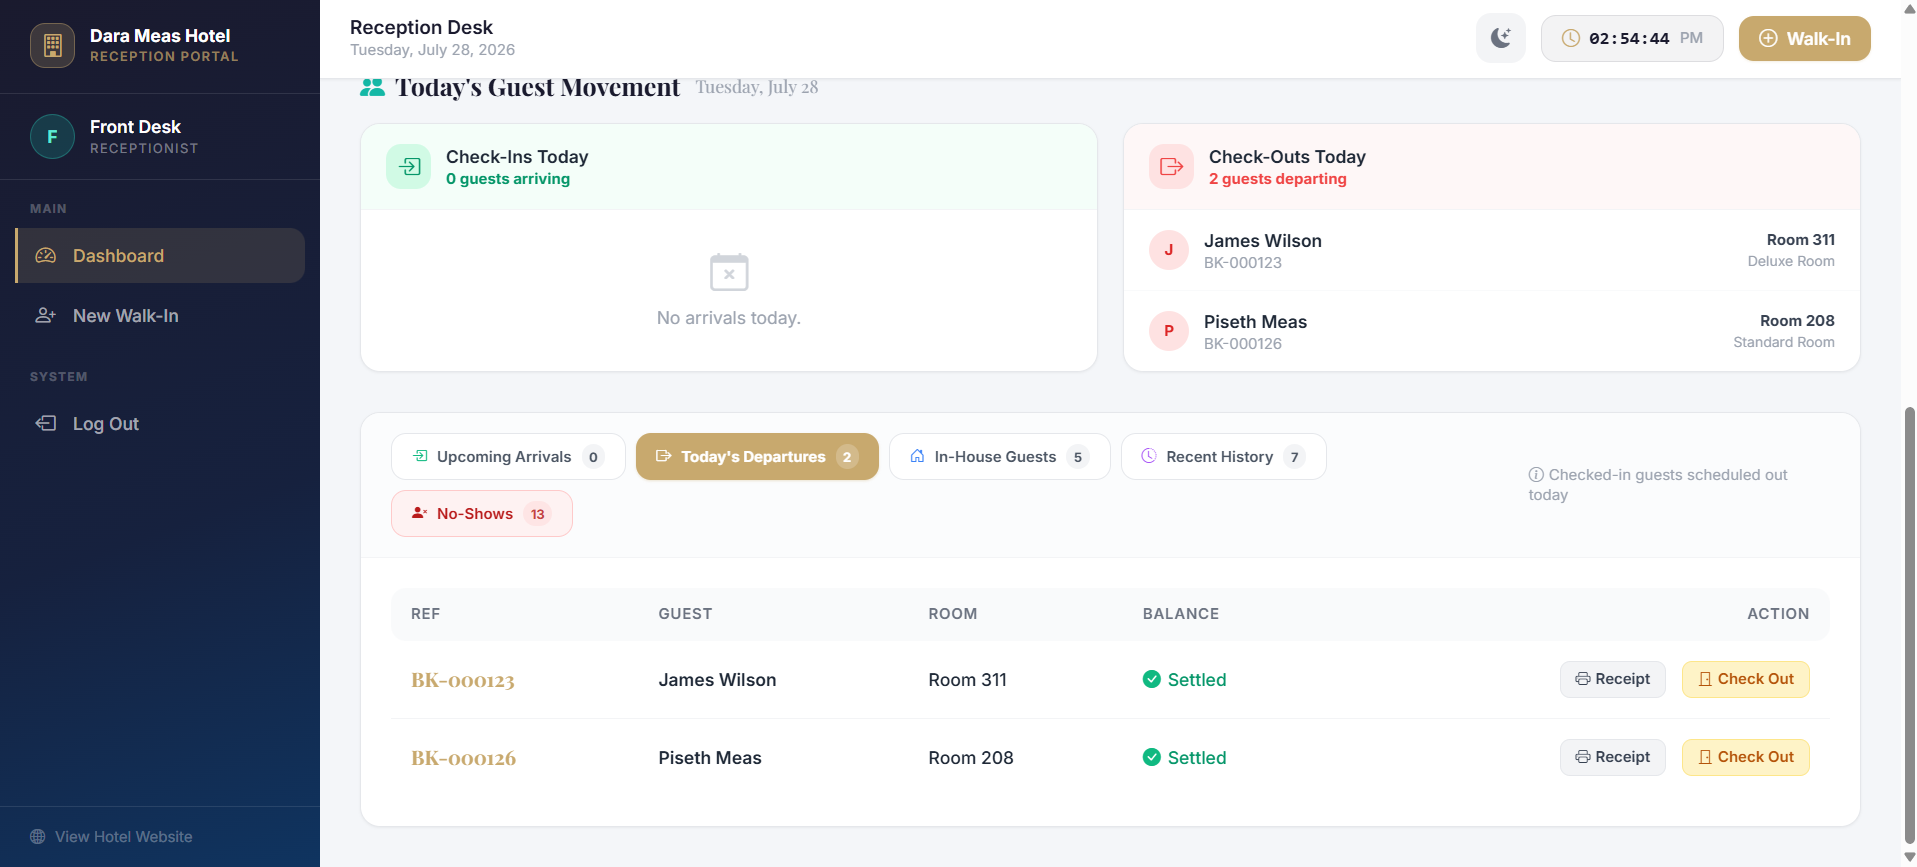 Dara Meas Hotel
RECEPTION PORTAL
F
Front Desk
RECEPTIONIST
MAIN
Dashboard
New Walk-In
SYSTEM
Log Out
View Hotel Website
Reception Desk
Tuesday, July 28, 2026
02:54:44 PM
Walk-In
Today's Guest Movement Tuesday, July 28
Check-Ins Today
0 guests arriving
No arrivals today.
Check-Outs Today
2 guests departing
J
James Wilson
BK-000123
Room 311
Deluxe Room
P
Piseth Meas
BK-000126
Room 208
Standard Room
Upcoming Arrivals 0
Today's Departures 2
In-House Guests 5
Recent History 7
No-Shows 13
Checked-in guests scheduled out
today
REF GUEST ROOM BALANCE ACTION
BK-000123 James Wilson Room 311 Settled Receipt Check Out
BK-000126 Piseth Meas Room 208 Settled Receipt Check Out